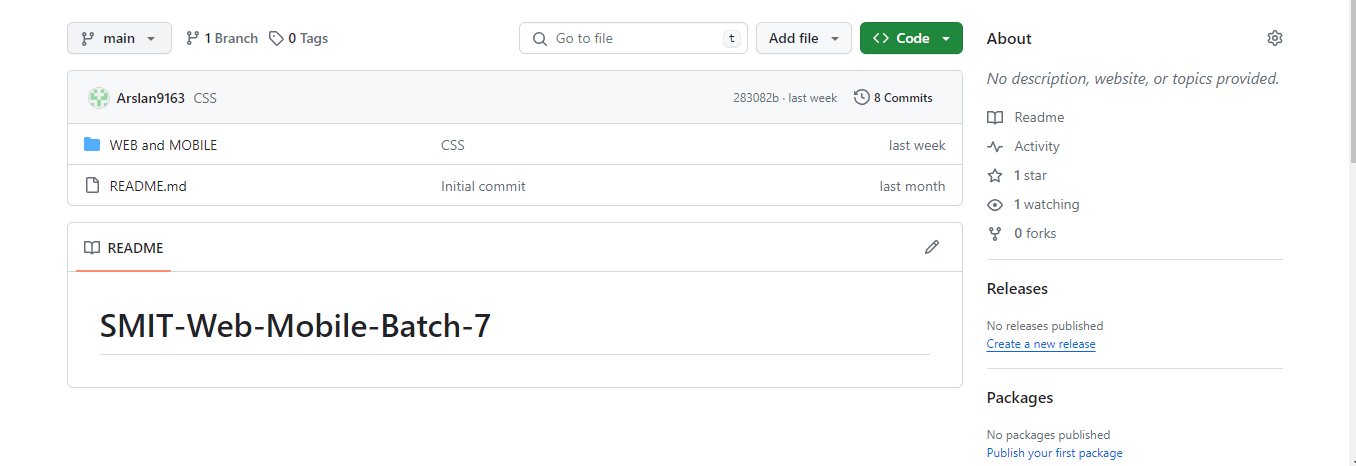 main 1 Branch 0 Tags Go to file t Add file Code
Arslan9163 CSS 283082b · last week 8 Commits
WEB and MOBILE CSS last week
README.md Initial commit last month
README
SMIT-Web-Mobile-Batch-7
About
No description, website, or topics provided.
Readme
Activity
1 star
1 watching
0 forks
Releases
No releases published
Create a new release
Packages
No packages published
Publish your first package